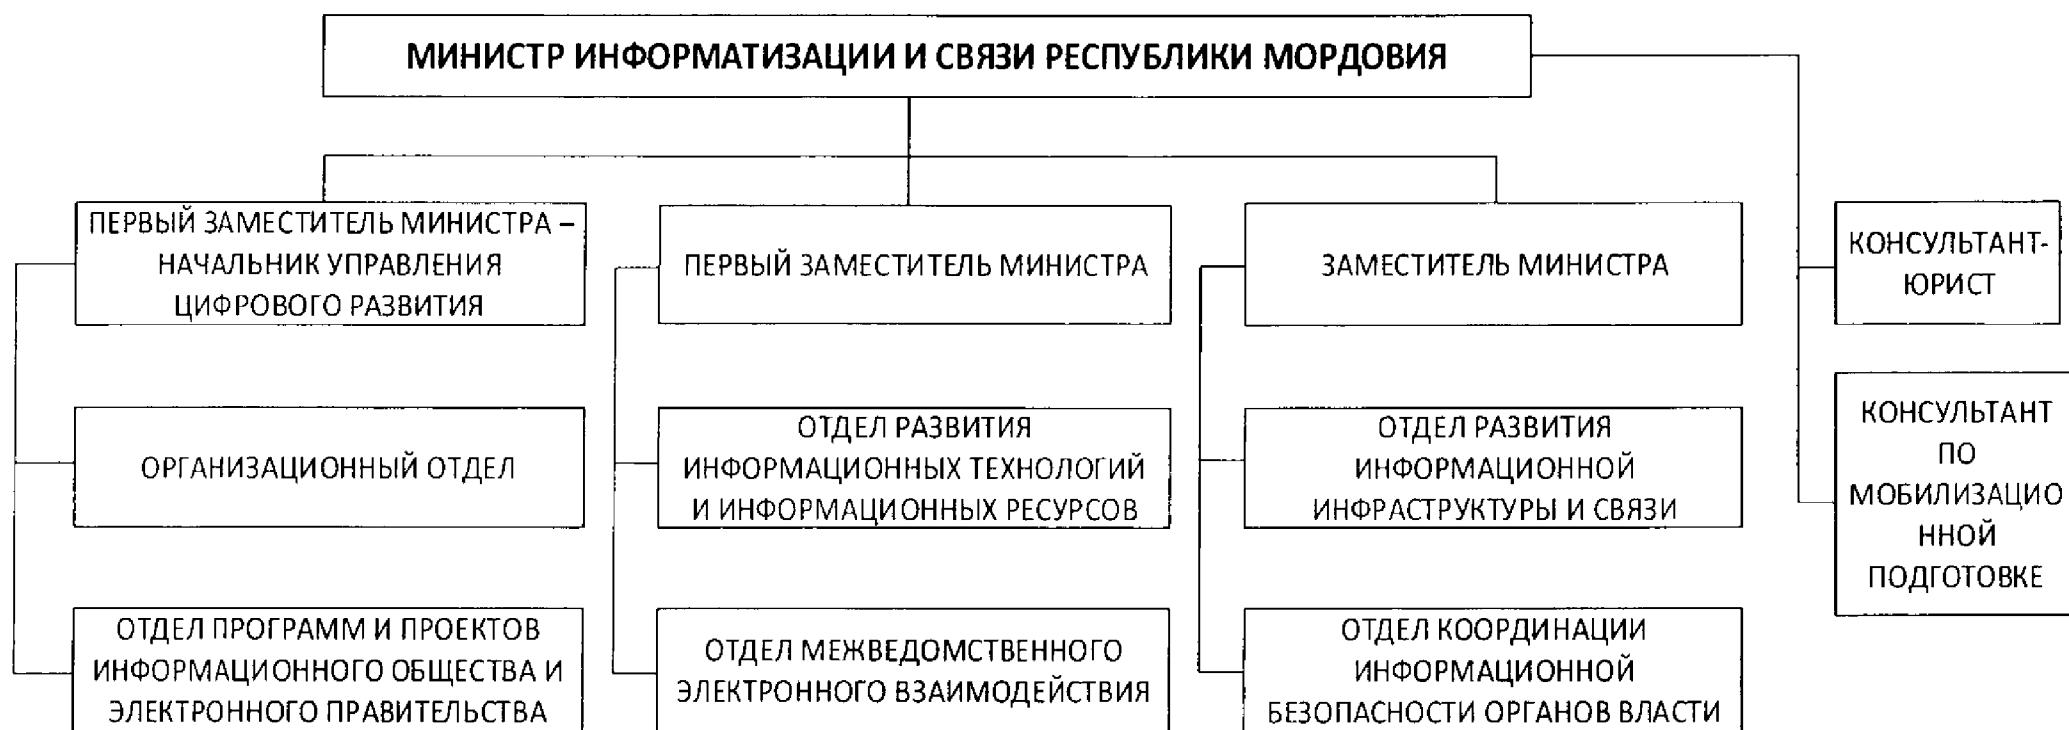 МИНИСТР ИНФОРМАТИЗАЦИИ И СВЯЗИ РЕСПУБЛИКИ МОРДОВИЯ
ПЕРВЫЙ ЗАМЕСТИТЕЛЬ МИНИСТРА –
НАЧАЛЬНИК УПРАВЛЕНИЯ
ЦИФРОВОГО РАЗВИТИЯ
ПЕРВЫЙ ЗАМЕСТИТЕЛЬ МИНИСТРА
ЗАМЕСТИТЕЛЬ МИНИСТРА
КОНСУЛЬТАНТ-
ЮРИСТ
ОРГАНИЗАЦИОННЫЙ ОТДЕЛ
ОТДЕЛ РАЗВИТИЯ
ИНФОРМАЦИОННЫХ ТЕХНОЛОГИЙ
И ИНФОРМАЦИОННЫХ РЕСУРСОВ
ОТДЕЛ РАЗВИТИЯ
ИНФОРМАЦИОННОЙ
ИНФРАСТРУКТУРЫ И СВЯЗИ
КОНСУЛЬТАНТ
ПО
МОБИЛИЗАЦИО
ННОЙ
ПОДГОТОВКЕ
ОТДЕЛ ПРОГРАММ И ПРОЕКТОВ
ИНФОРМАЦИОННОГО ОБЩЕСТВА И
ЭЛЕКТРОННОГО ПРАВИТЕЛЬСТВА
ОТДЕЛ МЕЖВЕДОМСТВЕННОГО
ЭЛЕКТРОННОГО ВЗАИМОДЕЙСТВИЯ
ОТДЕЛ КООРДИНАЦИИ
ИНФОРМАЦИОННОЙ
БЕЗОПАСНОСТИ ОРГАНОВ ВЛАСТИ